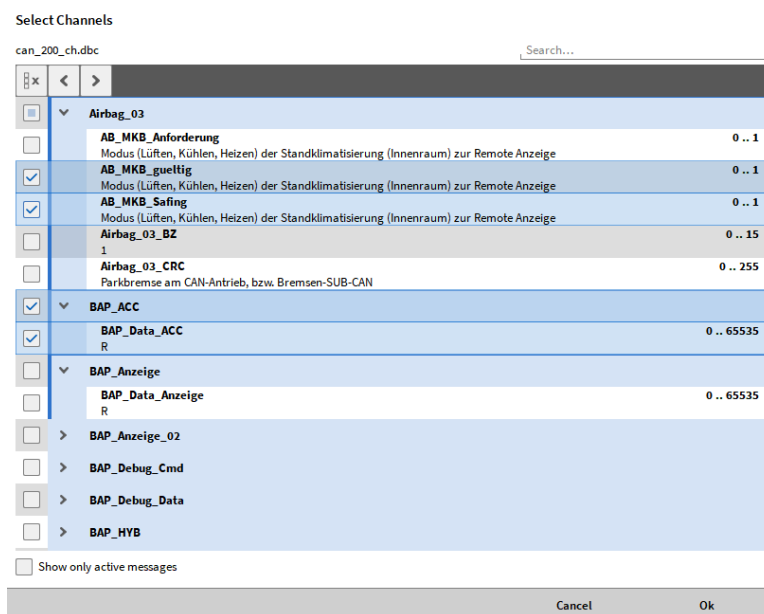 Select Channels
can_200_ch.dbc
Search...
Airbag_03
AB_MKB_Anforderung 0 .. 1
Modus (Lüften, Kühlen, Heizen) der Standklimatisierung (Innenraum) zur Remote Anzeige
AB_MKB_gueltig 0 .. 1
Modus (Lüften, Kühlen, Heizen) der Standklimatisierung (Innenraum) zur Remote Anzeige
AB_MKB_Safing 0 .. 1
Modus (Lüften, Kühlen, Heizen) der Standklimatisierung (Innenraum) zur Remote Anzeige
Airbag_03_BZ 0 .. 15
1
Airbag_03_CRC 0 .. 255
Parkbremse am CAN-Antrieb, bzw. Bremsen-SUB-CAN
BAP_ACC
BAP_Data_ACC 0 .. 65535
R
BAP_Anzeige
BAP_Data_Anzeige 0 .. 65535
R
BAP_Anzeige_02
BAP_Debug_Cmd
BAP_Debug_Data
BAP_HYB
Show only active messages
Cancel Ok